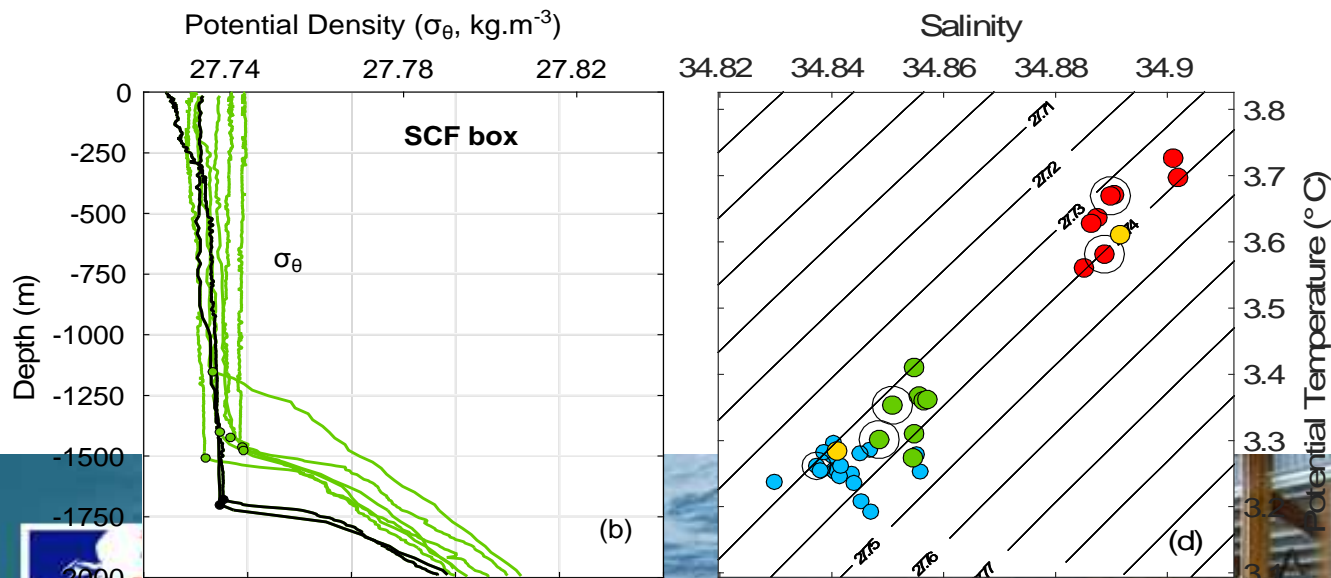 Potential Density (σθ, kg.m-3)
27.74 27.78 27.82
0
-250
-500
-750
-1000
-1250
-1500
-1750
-2000
Depth (m)
SCF box
σθ
(b)
Salinity
34.82 34.84 34.86 34.88 34.9
27.71
27.72
27.73
27.75
27.76
3.8
3.7
3.6
3.5
3.4
3.3
3.2
Potential Temperature (°C)
(d)